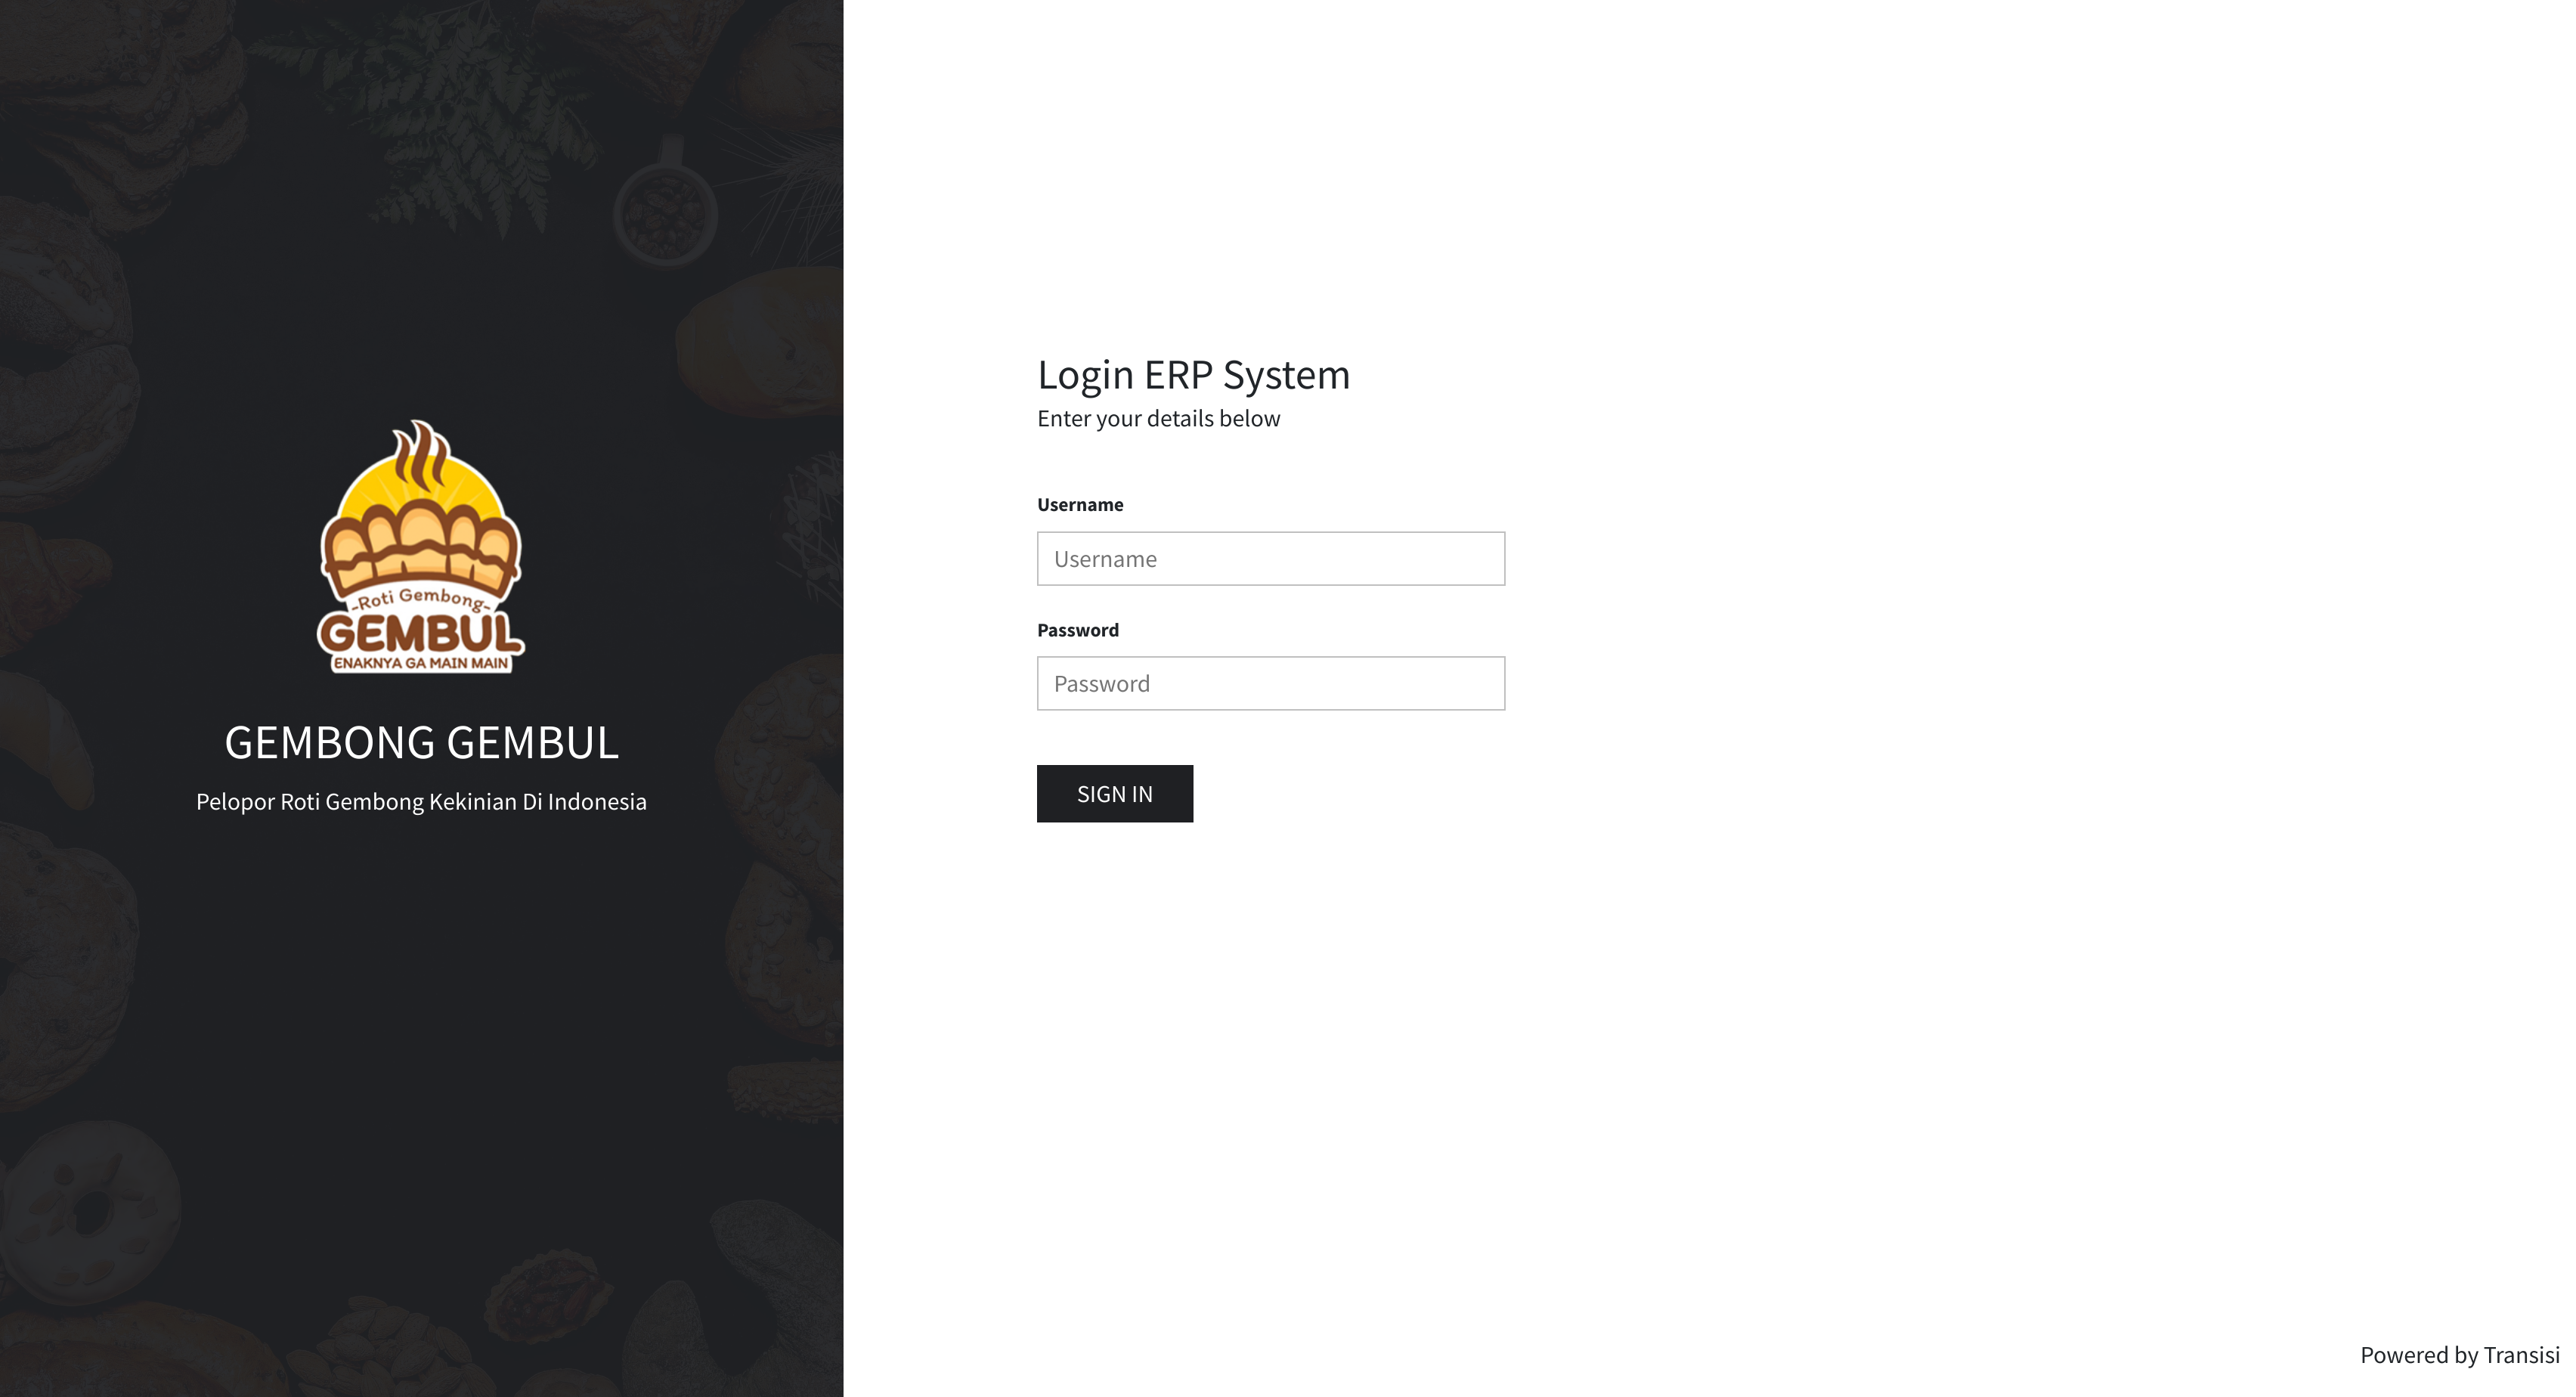 -Roti Gembong-
GEMBUL
ENAKNYA GA MAIN MAIN
GEMBONG GEMBUL
Pelopor Roti Gembong Kekinian Di Indonesia
Login ERP System
Enter your details below
Username
Username
Password
Password
SIGN IN
Powered by Transisi